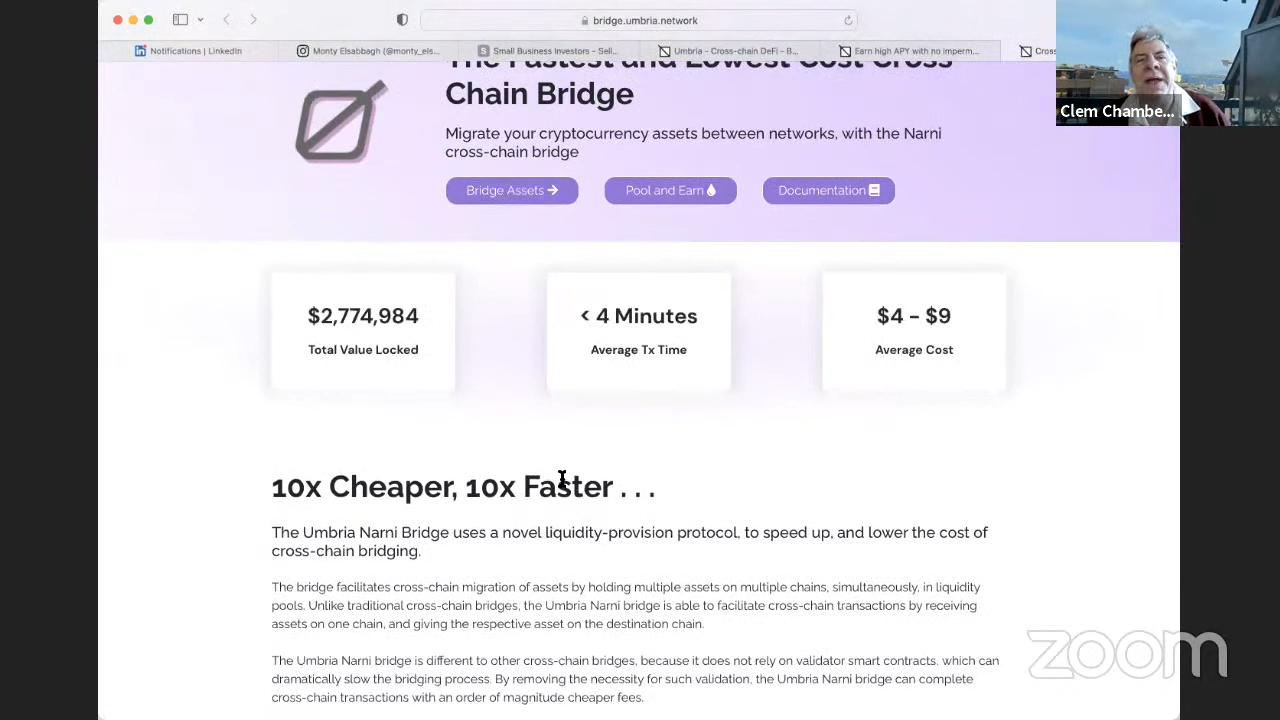 bridge.umbria.network
Notifications | LinkedIn
Monty Elsabbagh (@monty_els...
Small Business Investors - Sell...
Umbria - Cross-chain DeFi - B...
Earn high APY with no imperm...
Cros
Clem Chambe...
The Fastest and Lowest Cost Cross
Chain Bridge
Migrate your cryptocurrency assets between networks, with the Narni
cross-chain bridge
Bridge Assets
Pool and Earn
Documentation
$2,774,984
Total Value Locked
< 4 Minutes
Average Tx Time
$4 - $9
Average Cost
10x Cheaper, 10x Faster . . .
The Umbria Narni Bridge uses a novel liquidity-provision protocol, to speed up, and lower the cost of
cross-chain bridging.
The bridge facilitates cross-chain migration of assets by holding multiple assets on multiple chains, simultaneously, in liquidity
pools. Unlike traditional cross-chain bridges, the Umbria Narni bridge is able to facilitate cross-chain transactions by receiving
assets on one chain, and giving the respective asset on the destination chain.
The Umbria Narni bridge is different to other cross-chain bridges, because it does not rely on validator smart contracts, which can
dramatically slow the bridging process. By removing the necessity for such validation, the Umbria Narni bridge can complete
cross-chain transactions with an order of magnitude cheaper fees.
zoom